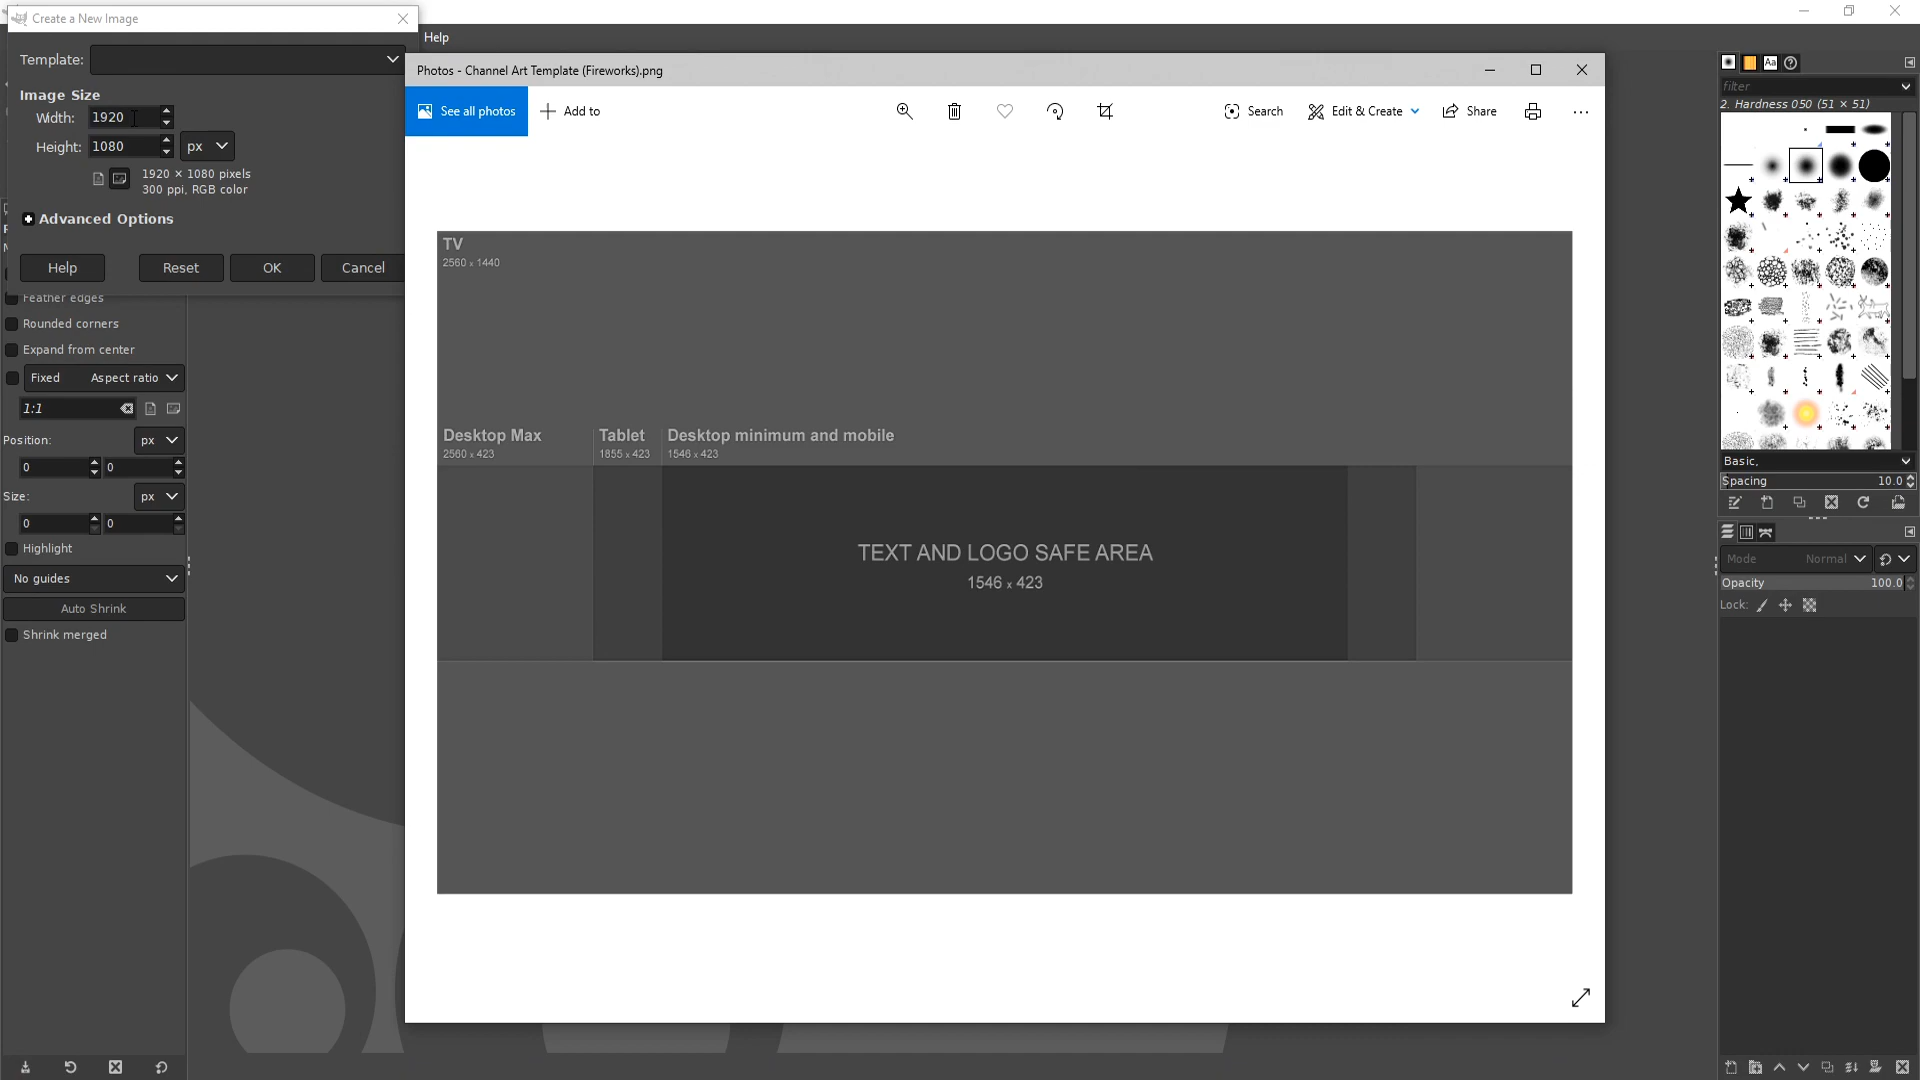 Create a New Image
Help
Template:
Image Size
Width: 1920
Height: 1080 px
1920 × 1080 pixels
300 ppi, RGB color
Advanced Options
Help Reset OK Cancel
Feather edges
Rounded corners
Expand from center
Fixed Aspect ratio
1:1
Position: px
0 0
Size: px
0 0
Highlight
No guides
Auto Shrink
Shrink merged
Photos - Channel Art Template (Fireworks).png
See all photos Add to Search Edit & Create Share
TV
2560 x 1440
Desktop Max Tablet Desktop minimum and mobile
2560 x 423 1855 x 423 1546 x 423
TEXT AND LOGO SAFE AREA
1546 x 423
Aa
filter
2. Hardness 050 (51 × 51)
Basic,
Spacing 10.0
Mode Normal
Opacity 100.0
Lock: